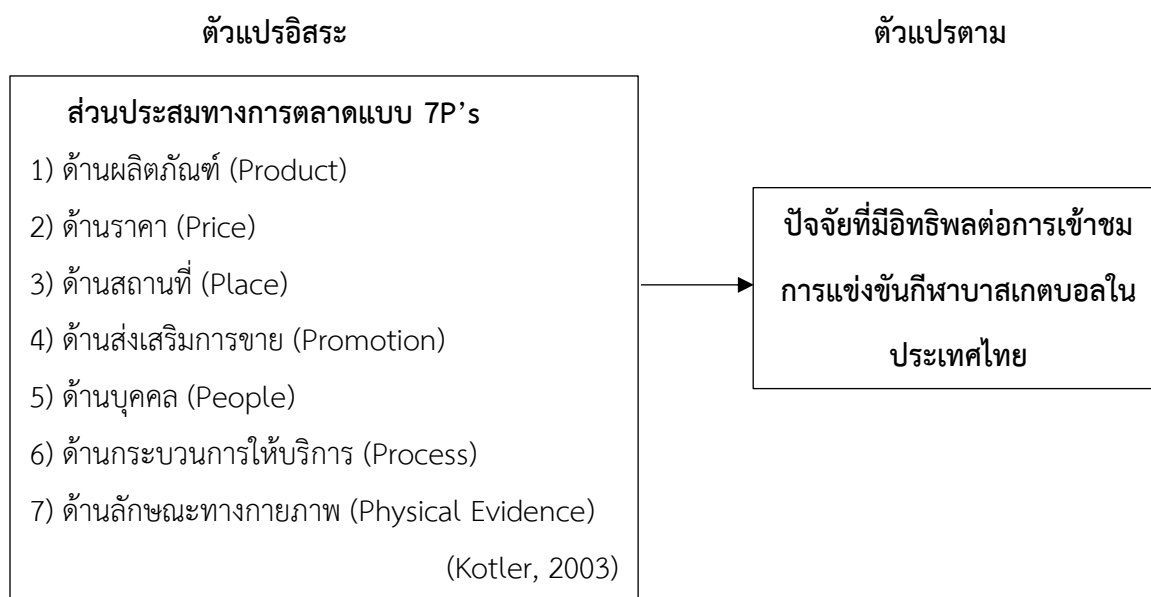 ตัวแปรอิสระ
ตัวแปรตาม
ส่วนประสมทางการตลาดแบบ 7P’s
1) ด้านผลิตภัณฑ์ (Product)
2) ด้านราคา (Price)
3) ด้านสถานที่ (Place)
4) ด้านส่งเสริมการขาย (Promotion)
5) ด้านบุคคล (People)
6) ด้านกระบวนการให้บริการ (Process)
7) ด้านลักษณะทางกายภาพ (Physical Evidence)
(Kotler, 2003)
ปัจจัยที่มีอิทธิพลต่อการเข้าชม
การแข่งขันกีฬาบาสเกตบอลใน
ประเทศไทย